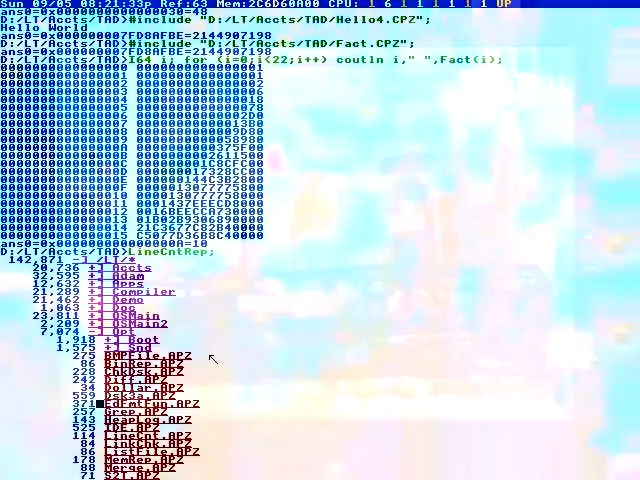 Sun 09/05 08:21:33p Ref:63 Mem:2C6D60A00 CPU: 1 6 1 1 1 1 1 1 UP
ans0=0x0000000000000030=48
D:/LT/Accts/TAD>#include "D:/LT/Accts/TAD/Hello4.CPZ";
Hello World
ans0=0x000000007FD8AFBE=2144907198
D:/LT/Accts/TAD>#include "D:/LT/Accts/TAD/Fact.CPZ";
ans0=0x000000007FD8AFBE=2144907198
D:/LT/Accts/TAD>I64 i; for (i=0;i<22;i++) coutln i," ",Fact(i);
0000000000000000 0000000000000001
0000000000000001 0000000000000001
0000000000000002 0000000000000002
0000000000000003 0000000000000006
0000000000000004 0000000000000018
0000000000000005 0000000000000078
0000000000000006 00000000000002D0
0000000000000007 00000000000013B0
0000000000000008 0000000000009D80
0000000000000009 0000000000058980
000000000000000A 0000000000375F00
000000000000000B 0000000002611500
000000000000000C 000000001C8CFC00
000000000000000D 000000017328CC00
000000000000000E 000000144C3B2800
000000000000000F 0000013077775800
0000000000000010 0000130777758000
0000000000000011 0001437EEECD8000
0000000000000012 0016BEECCA730000
0000000000000013 01B02B9306890000
0000000000000014 21C3677C82B40000
0000000000000015 C5077D36B8C40000
ans0=0x000000000000000A=10
D:/LT/Accts/TAD>LineCntRep;
142,871 -] /LT/*
20,736 +] Accts
32,595 +] Adam
12,632 +] Apps
21,289 +] Compiler
21,462 +] Demo
1,063 +] Doc
23,811 +] OSMain
2,209 +] OSMain2
7,074 -] Opt
1,918 +] Boot
1,575 +] Snd
275 BMPFile.APZ
86 BinRep.APZ
228 ChkDsk.APZ
242 Diff.APZ
34 Dollar.APZ
559 Dsk3a.APZ
371 EdFmtFun.APZ
257 Grep.APZ
143 HeapLog.APZ
525 IDE.APZ
114 LineCnt.APZ
84 LinkChk.APZ
86 ListFile.APZ
178 MemRep.APZ
88 Merge.APZ
71 S2T.APZ